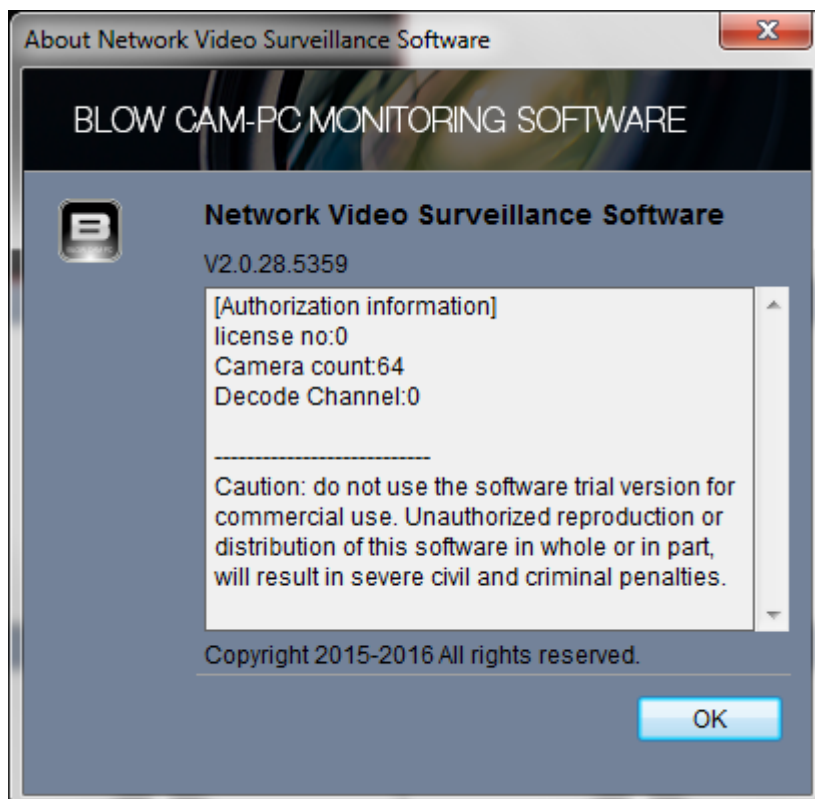 About Network Video Surveillance Software
BLOW CAM-PC MONITORING SOFTWARE
B
BLOW CAM PC
Network Video Surveillance Software
V2.0.28.5359
[Authorization information]
license no:0
Camera count:64
Decode Channel:0
---------------------------
Caution: do not use the software trial version for
commercial use. Unauthorized reproduction or
distribution of this software in whole or in part,
will result in severe civil and criminal penalties.
Copyright 2015-2016 All rights reserved.
OK